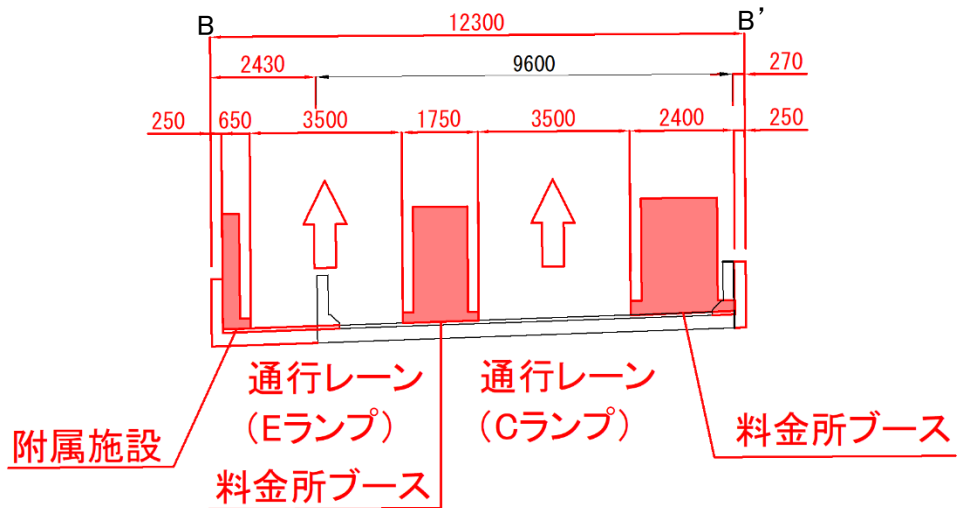 B
B’
12300
2430
9600
270
250
650
3500
1750
3500
2400
250
通行レーン
(Eランプ)
通行レーン
(Cランプ)
附属施設
料金所ブース
料金所ブース